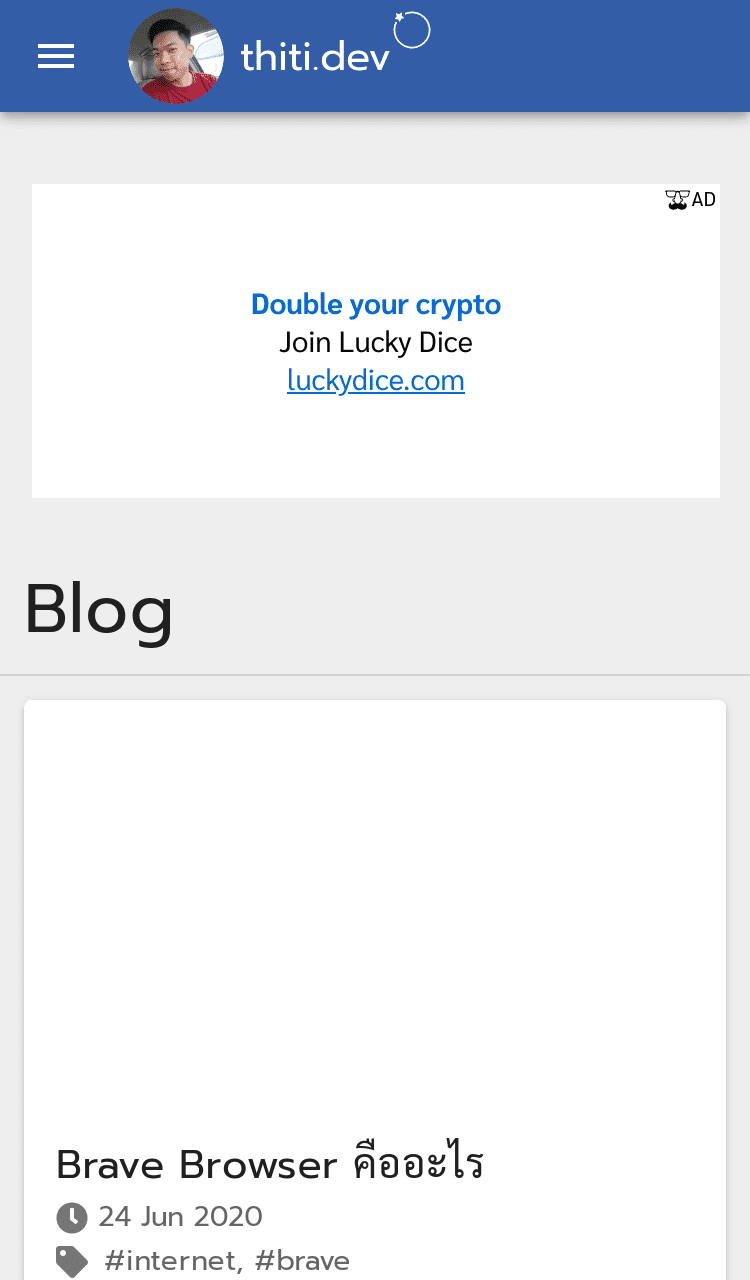 thiti.dev
AD
Double your crypto
Join Lucky Dice
luckydice.com
Blog
Brave Browser คืออะไร
24 Jun 2020
#internet, #brave